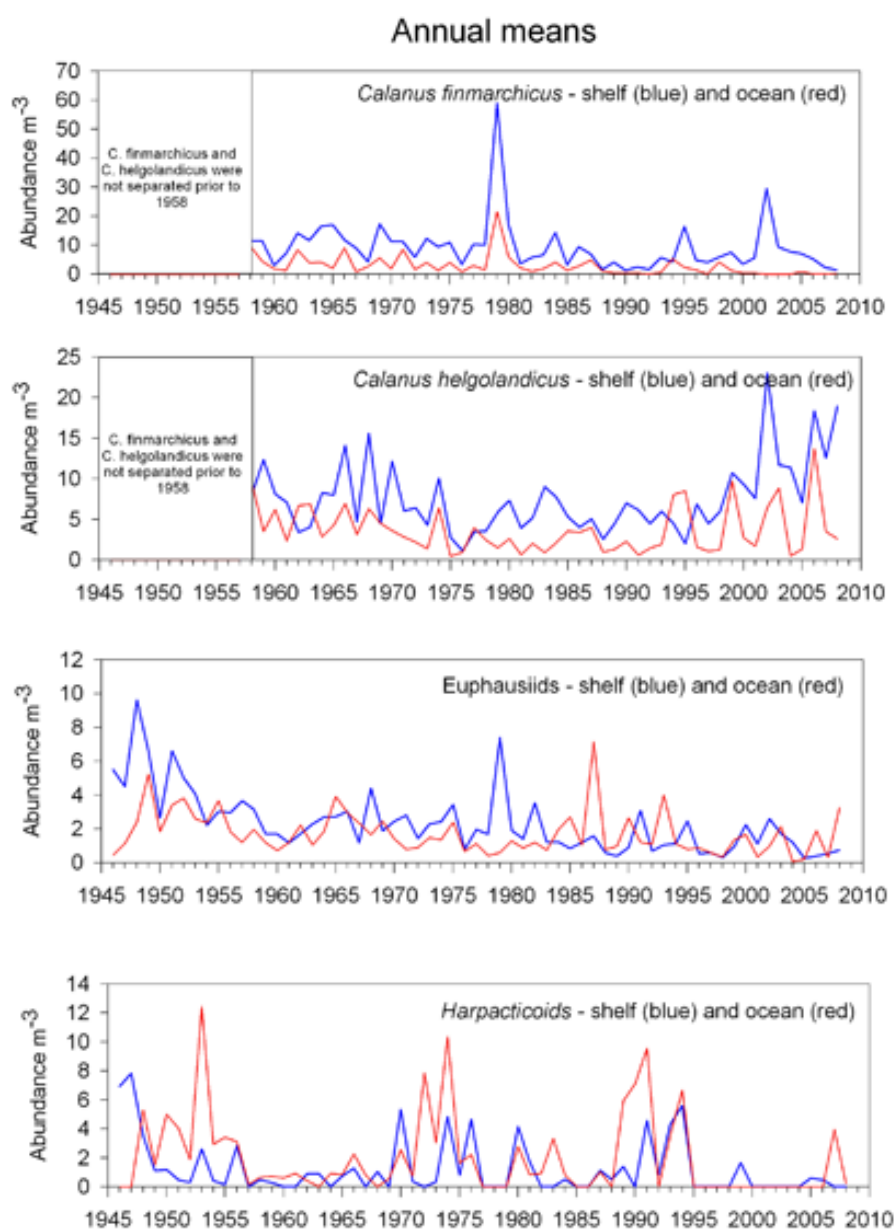 Annual means
Calanus finmarchicus - shelf (blue) and ocean (red)
Abundance m-3
70
60
50
40
30
20
10
0
C. finmarchicus and
C. helgolandicus were
not separated prior to
1958
1945 1950 1955 1960 1965 1970 1975 1980 1985 1990 1995 2000 2005 2010
Calanus helgolandicus - shelf (blue) and ocean (red)
Abundance m-3
25
20
15
10
5
0
C. finmarchicus and
C. helgolandicus were
not separated prior to
1958
1945 1950 1955 1960 1965 1970 1975 1980 1985 1990 1995 2000 2005 2010
Euphausiids - shelf (blue) and ocean (red)
Abundance m-3
12
10
8
6
4
2
0
1945 1950 1955 1960 1965 1970 1975 1980 1985 1990 1995 2000 2005 2010
Harpacticoids - shelf (blue) and ocean (red)
Abundance m-3
14
12
10
8
6
4
2
0
1945 1950 1955 1960 1965 1970 1975 1980 1985 1990 1995 2000 2005 2010